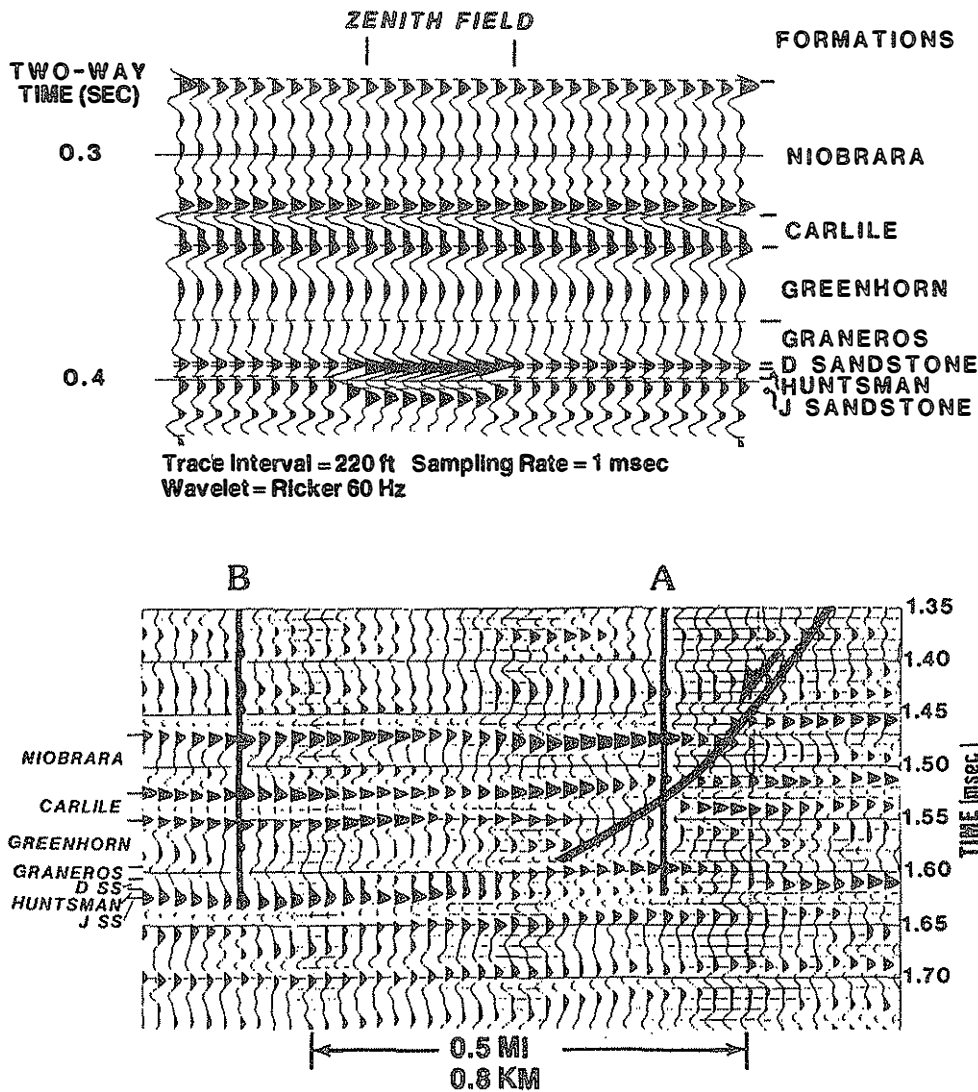 ZENITH FIELD
FORMATIONS
TWO-WAY
TIME (SEC)
0.3
NIOBRARA
CARLILE
GREENHORN
GRANEROS
D SANDSTONE
0.4
HUNTSMAN
J SANDSTONE
Trace Interval = 220 ft Sampling Rate = 1 msec
Wavelet = Ricker 60 Hz
B
A
1.35
1.40
1.45
NIOBRARA
1.50
CARLILE
1.55
GREENHORN
GRANEROS
1.60
D SS
HUNTSMAN
J SS
1.65
1.70
TIME (msec)
0.5 MI
0.8 KM